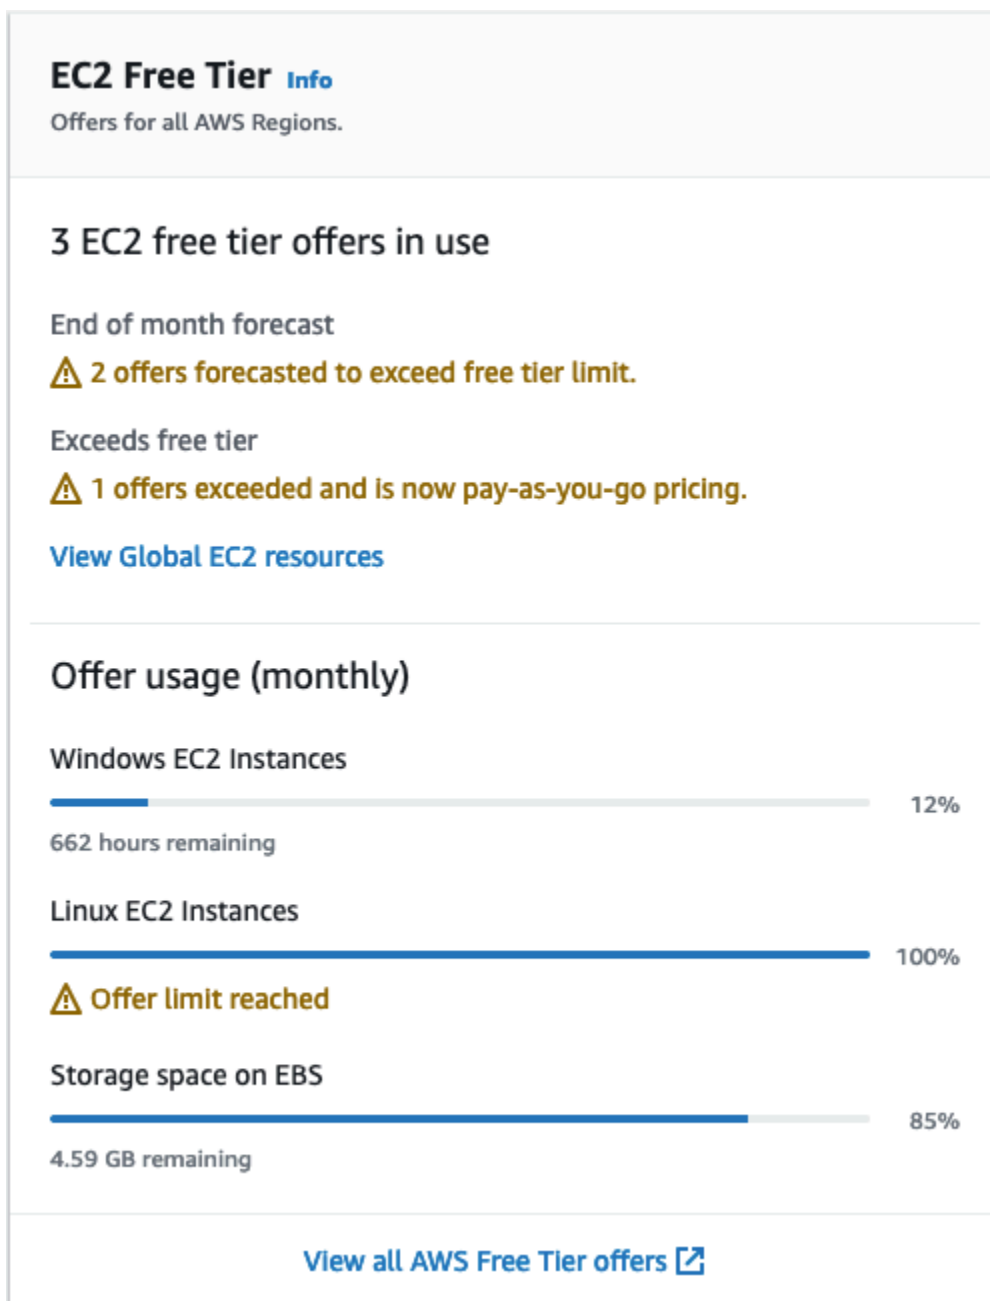 EC2 Free Tier Info
Offers for all AWS Regions.
3 EC2 free tier offers in use
End of month forecast
2 offers forecasted to exceed free tier limit.
Exceeds free tier
1 offers exceeded and is now pay-as-you-go pricing.
View Global EC2 resources
Offer usage (monthly)
Windows EC2 Instances
12%
662 hours remaining
Linux EC2 Instances
100%
Offer limit reached
Storage space on EBS
85%
4.59 GB remaining
View all AWS Free Tier offers